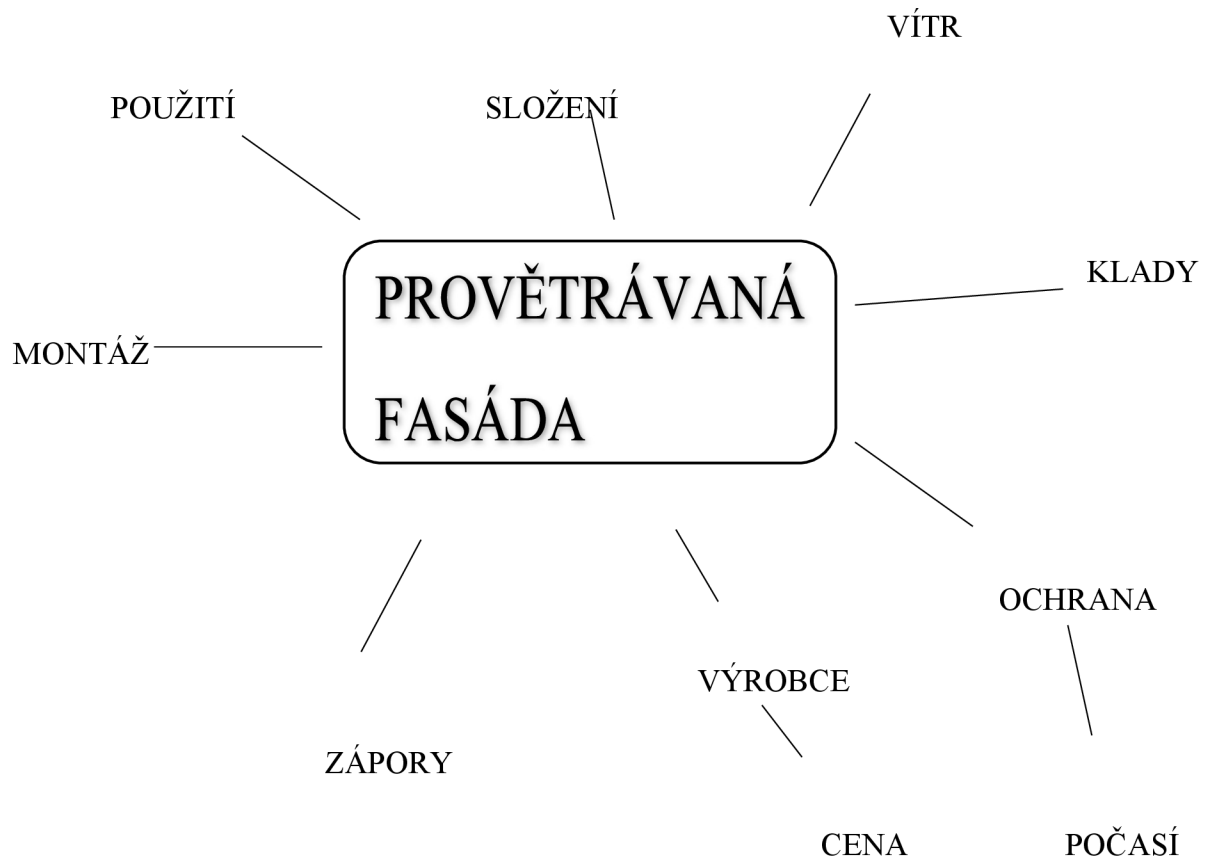 VÍTR
POUŽITÍ
SLOŽENÍ
KLADY
PROVĚTRÁVANÁ
FASÁDA
MONTÁŽ
OCHRANA
VÝROBCE
ZÁPORY
CENA
POČASÍ